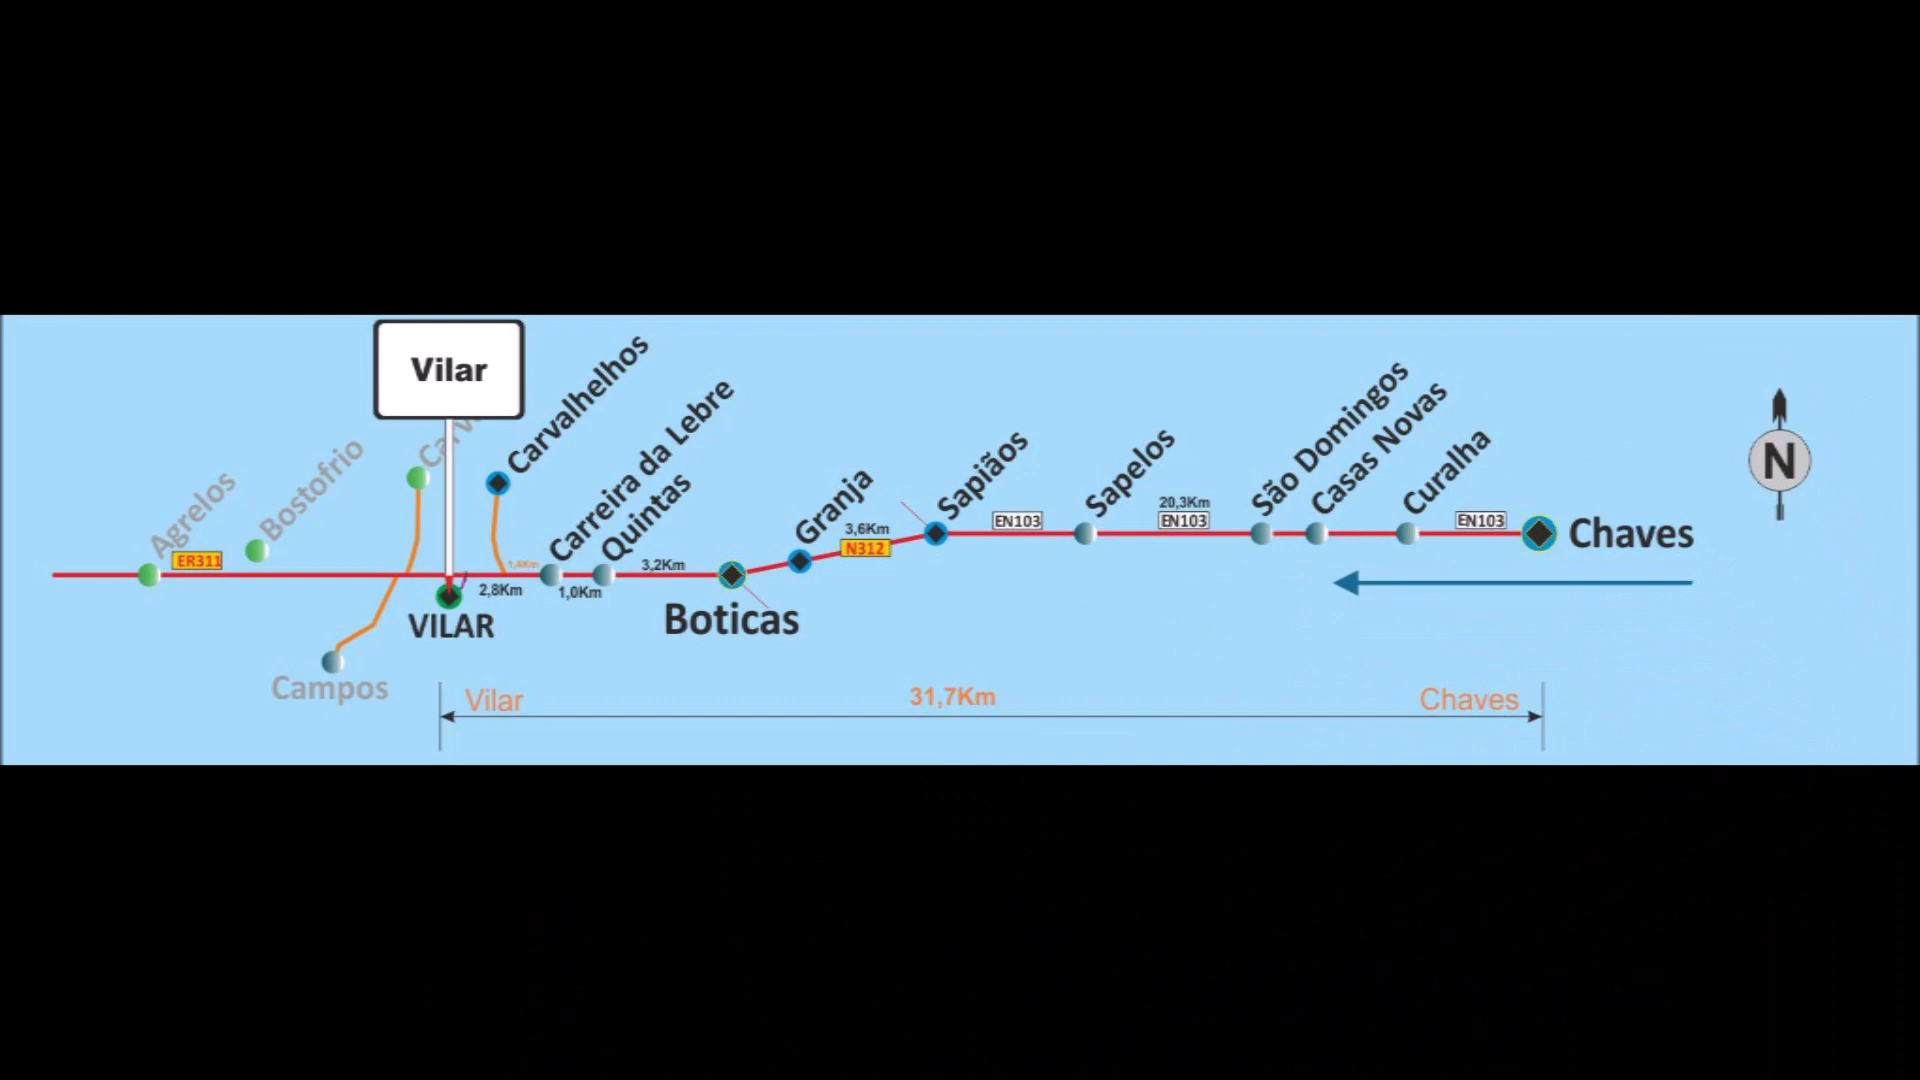 Vilar
Carvalhelhos
Carreira da Lebre
Quintas
Agrelos
ER311
Bostofrio
1,4Km
2,8Km
1,0Km
3,2Km
VILAR
Campos
Boticas
Granja
3,6Km
N312
Sapiãos
EN103
Sapelos
20,3Km
EN103
São Domingos
Casas Novas
Curalha
EN103
Chaves
N
Vilar
31,7Km
Chaves